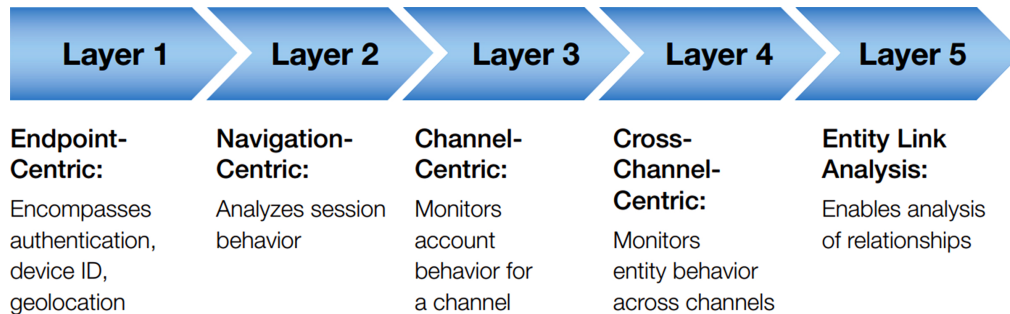 Layer 1
Layer 2
Layer 3
Layer 4
Layer 5
Endpoint-
Centric:
Encompasses
authentication,
device ID,
geolocation
Navigation-
Centric:
Analyzes session
behavior
Channel-
Centric:
Monitors
account
behavior for
a channel
Cross-
Channel-
Centric:
Monitors
entity behavior
across channels
Entity Link
Analysis:
Enables analysis
of relationships